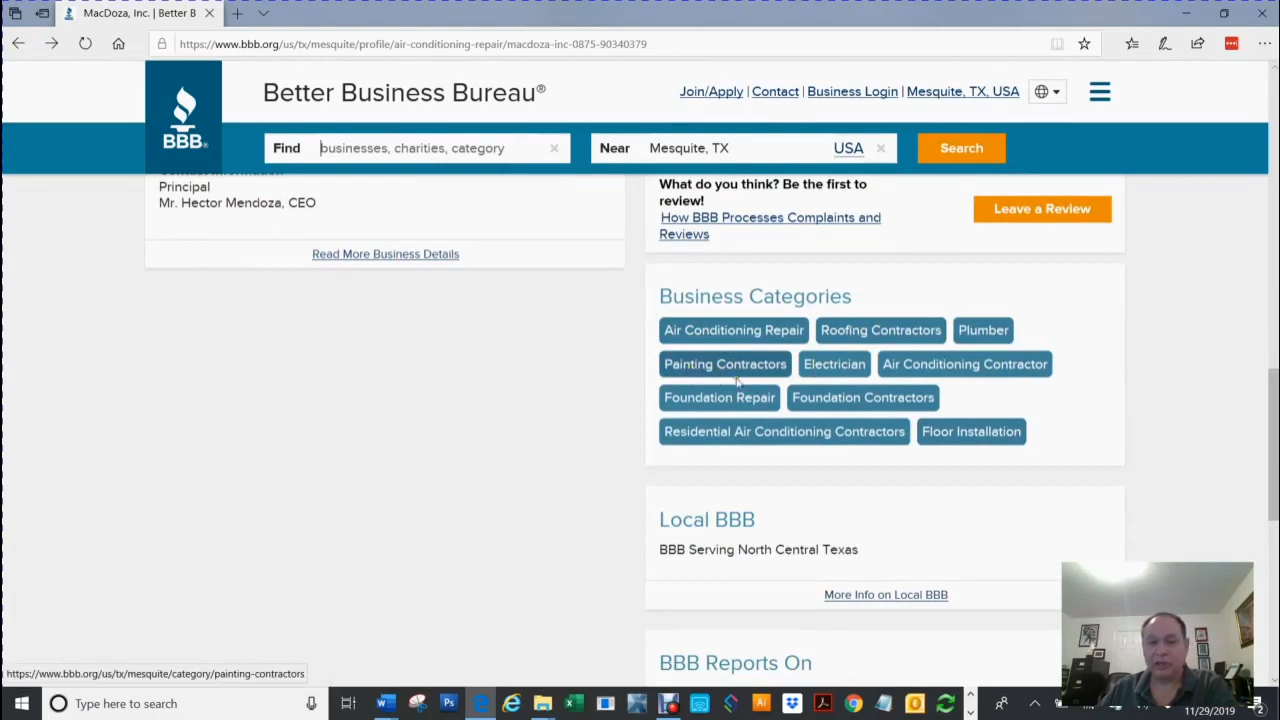 MacDoza, Inc. | Better B
https://www.bbb.org/us/tx/mesquite/profile/air-conditioning-repair/macdoza-inc-0875-90340379
BBB.
Better Business Bureau®
Join/Apply | Contact | Business Login | Mesquite, TX, USA
Find businesses, charities, category
Near Mesquite, TX USA
Search
Principal
Mr. Hector Mendoza, CEO
Read More Business Details
What do you think? Be the first to
review!
How BBB Processes Complaints and
Reviews
Leave a Review
Business Categories
Air Conditioning Repair Roofing Contractors Plumber
Painting Contractors Electrician Air Conditioning Contractor
Foundation Repair Foundation Contractors
Residential Air Conditioning Contractors Floor Installation
Local BBB
BBB Serving North Central Texas
More Info on Local BBB
BBB Reports On
https://www.bbb.org/us/tx/mesquite/category/painting-contractors
Type here to search
11/29/2019
2